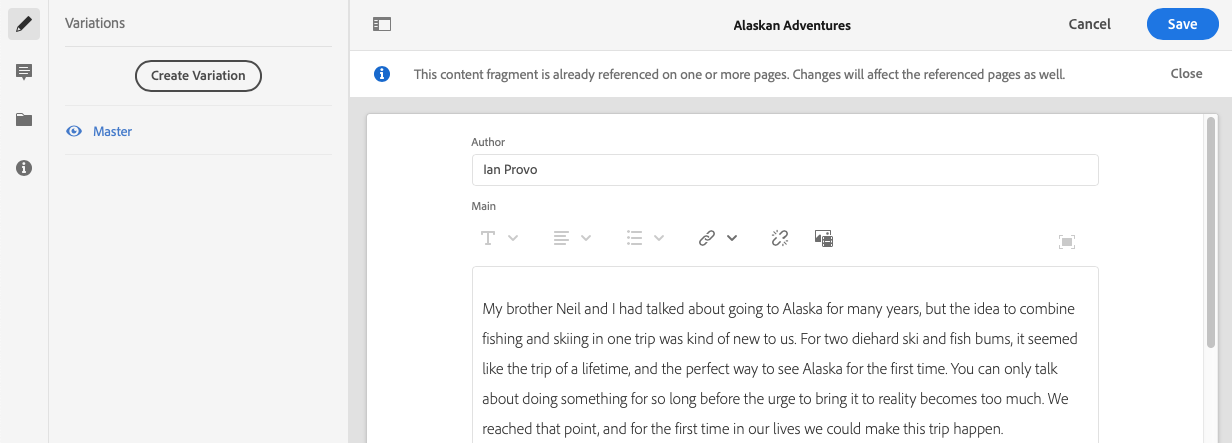 Variations
Create Variation
Master
Alaskan Adventures
Cancel
Save
This content fragment is already referenced on one or more pages. Changes will affect the referenced pages as well.
Close
Author
Ian Provo
Main
My brother Neil and I had talked about going to Alaska for many years, but the idea to combine
fishing and skiing in one trip was kind of new to us. For two diehard ski and fish bums, it seemed
like the trip of a lifetime, and the perfect way to see Alaska for the first time. You can only talk
about doing something for so long before the urge to bring it to reality becomes too much. We
reached that point, and for the first time in our lives we could make this trip happen.